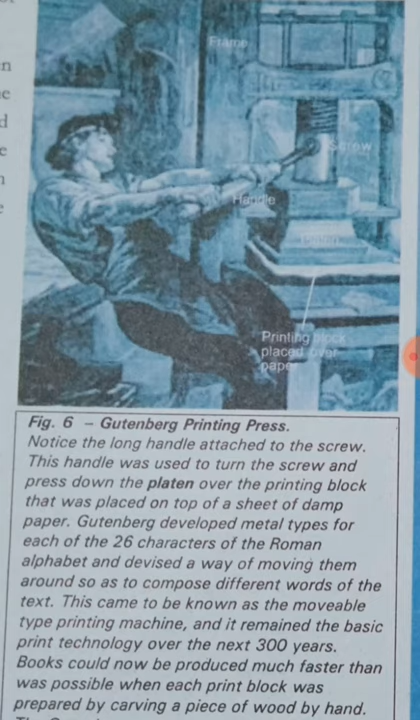 n
ne
d
e
n
e
Frame
Screw
Handle
Printing block
placed over
paper
Fig. 6 – Gutenberg Printing Press.
Notice the long handle attached to the screw.
This handle was used to turn the screw and
press down the platen over the printing block
that was placed on top of a sheet of damp
paper. Gutenberg developed metal types for
each of the 26 characters of the Roman
alphabet and devised a way of moving them
around so as to compose different words of the
text. This came to be known as the moveable
type printing machine, and it remained the basic
print technology over the next 300 years.
Books could now be produced much faster than
was possible when each print block was
prepared by carving a piece of wood by hand.